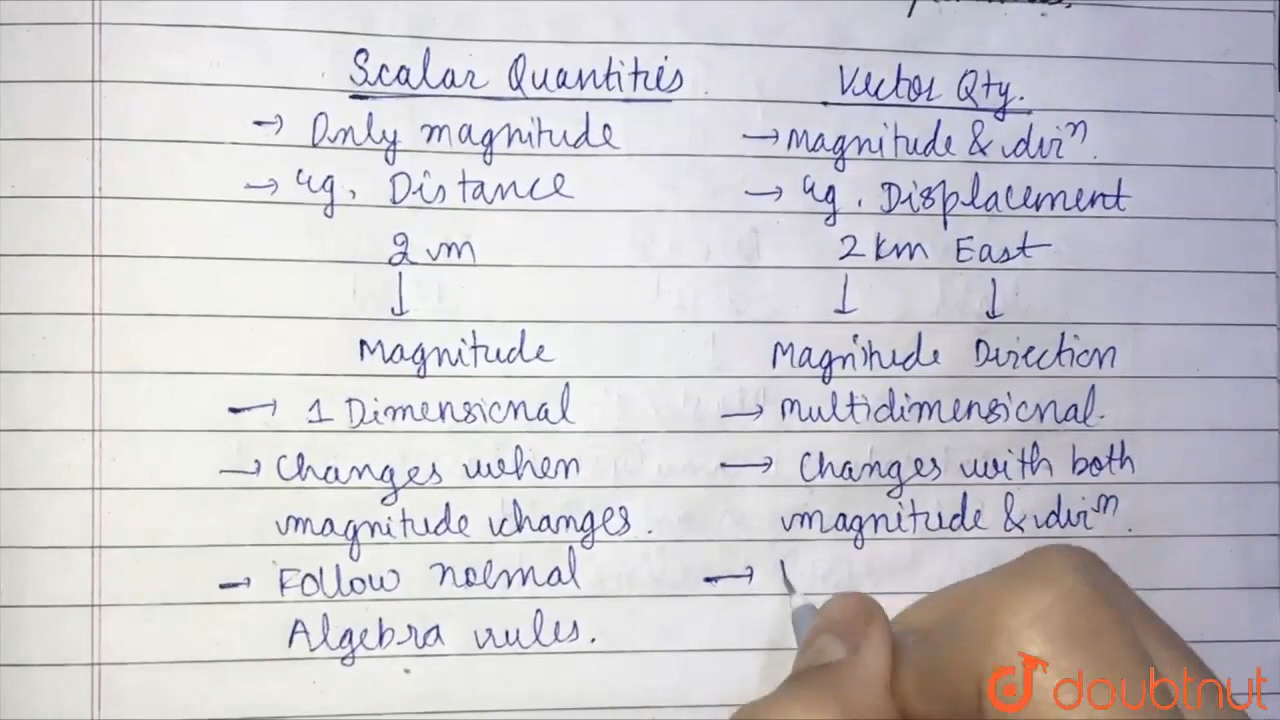 Scalar Quantities Vector Qty.
→ Only magnitude → Magnitude & dirⁿ.
→ eg. Distance → eg. Displacement
2 m 2 km East
↓ ↓ ↓
Magnitude Magnitude Direction
→ 1 Dimensional → Multidimensional.
→ Changes when → Changes with both
magnitude changes. magnitude & dirⁿ.
→ Follow normal →
Algebra rules.
doubtnut